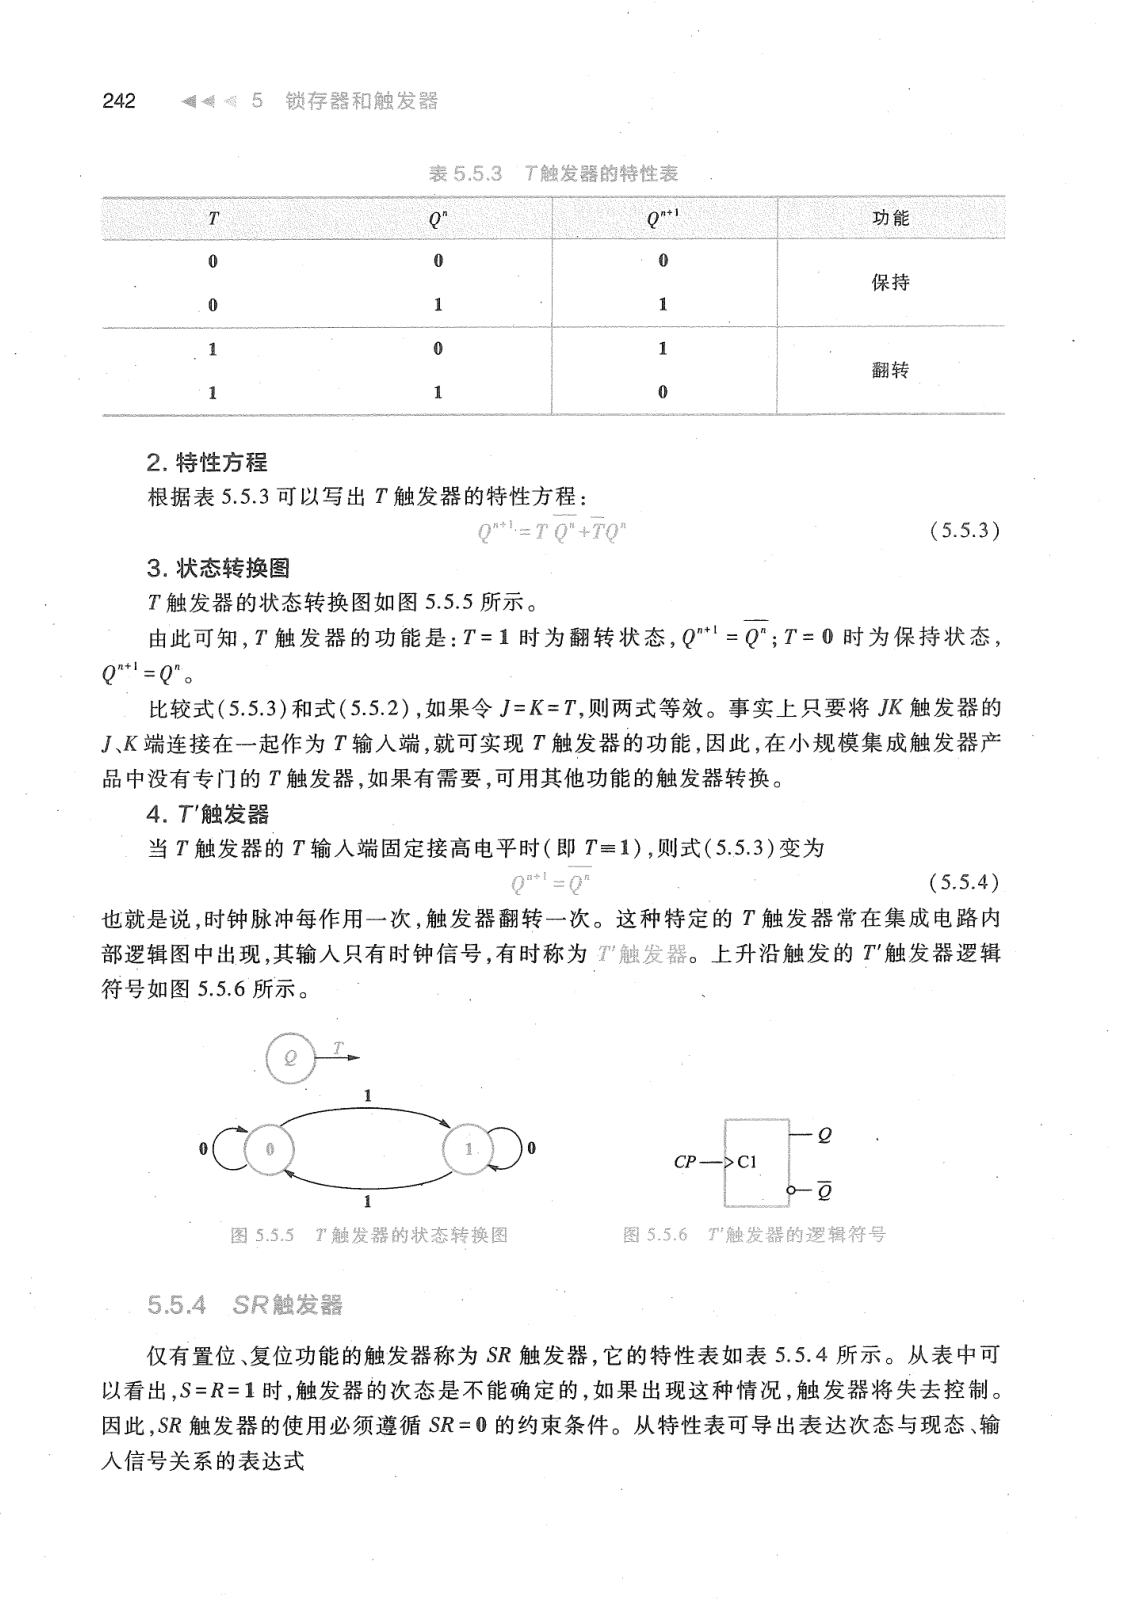 242 5 锁存器和触发器
表 5.5.3 T触发器的特性表
T Qⁿ Qⁿ⁺¹ 功能
0 0 0
保持
0 1 1
1 0 1
翻转
1 1 0
2. 特性方程
根据表 5.5.3 可以写出 T 触发器的特性方程:
Qⁿ⁺¹ = T Q̅ⁿ + T̅Qⁿ (5.5.3)
3. 状态转换图
T 触发器的状态转换图如图 5.5.5 所示。
由此可知,T 触发器的功能是:T=1 时为翻转状态,Qⁿ⁺¹ = Q̅ⁿ;T=0 时为保持状态,
Qⁿ⁺¹=Qⁿ。
比较式(5.5.3)和式(5.5.2),如果令 J=K=T,则两式等效。事实上只要将 JK 触发器的
J、K 端连接在一起作为 T 输入端,就可实现 T 触发器的功能,因此,在小规模集成触发器产
品中没有专门的 T 触发器,如果有需要,可用其他功能的触发器转换。
4. T′触发器
当 T 触发器的 T 输入端固定接高电平时(即 T≡1),则式(5.5.3)变为
Qⁿ⁺¹ = Q̅ⁿ (5.5.4)
也就是说,时钟脉冲每作用一次,触发器翻转一次。这种特定的 T 触发器常在集成电路内
部逻辑图中出现,其输入只有时钟信号,有时称为 T′触发器。上升沿触发的 T′触发器逻辑
符号如图 5.5.6 所示。
Q T
1
0 0 1 0
1
Q
CP C1
Q̅
图 5.5.5 T 触发器的状态转换图
图 5.5.6 T′触发器的逻辑符号
5.5.4 SR触发器
仅有置位、复位功能的触发器称为 SR 触发器,它的特性表如表 5.5.4 所示。从表中可
以看出,S=R=1 时,触发器的次态是不能确定的,如果出现这种情况,触发器将失去控制。
因此,SR 触发器的使用必须遵循 SR=0 的约束条件。从特性表可导出表达次态与现态、输
入信号关系的表达式